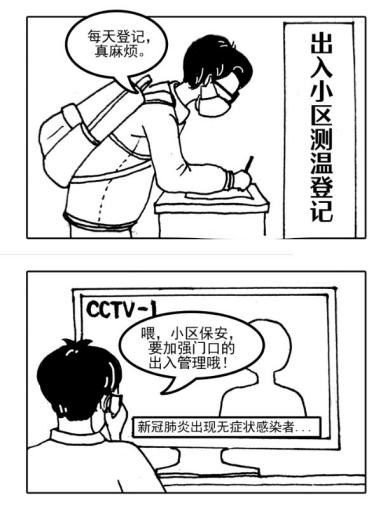 每天登记，
真麻烦。
出入小区测温登记
CCTV-1
喂，小区保安，
要加强门口的
出入管理哦！
新冠肺炎出现无症状感染者...